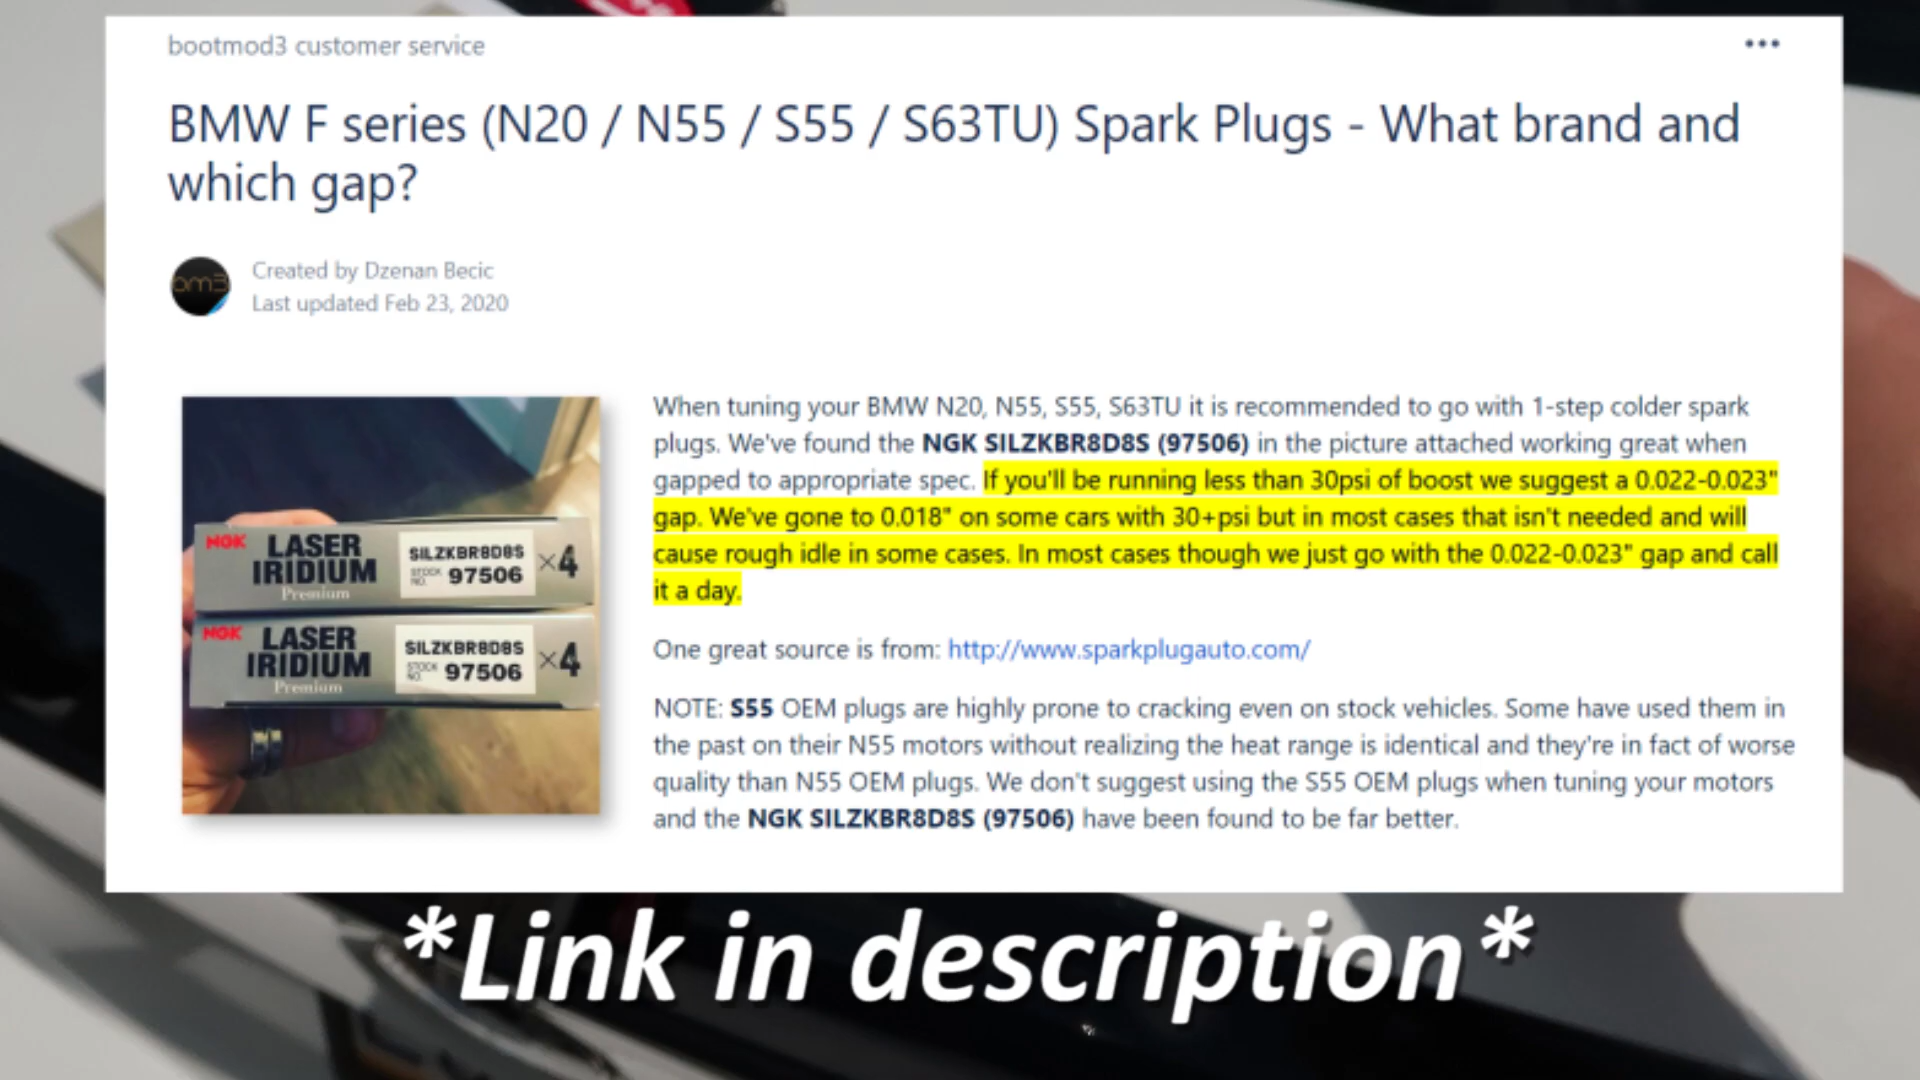 bootmod3 customer service
BMW F series (N20 / N55 / S55 / S63TU) Spark Plugs - What brand and
which gap?
bm3
Created by Dzenan Becic
Last updated Feb 23, 2020
When tuning your BMW N20, N55, S55, S63TU it is recommended to go with 1-step colder spark
plugs. We've found the NGK SILZKBR8D8S (97506) in the picture attached working great when
gapped to appropriate spec. If you'll be running less than 30psi of boost we suggest a 0.022-0.023"
gap. We've gone to 0.018" on some cars with 30+psi but in most cases that isn't needed and will
cause rough idle in some cases. In most cases though we just go with the 0.022-0.023" gap and call
it a day.
One great source is from: http://www.sparkplugauto.com/
NOTE: S55 OEM plugs are highly prone to cracking even on stock vehicles. Some have used them in
the past on their N55 motors without realizing the heat range is identical and they're in fact of worse
quality than N55 OEM plugs. We don't suggest using the S55 OEM plugs when tuning your motors
and the NGK SILZKBR8D8S (97506) have been found to be far better.
NGK LASER IRIDIUM Premium
SILZKBR8D8S
STOCK NO. 97506 ×4
NGK LASER IRIDIUM Premium
SILZKBR8D8S
STOCK NO. 97506 ×4
*Link in description*